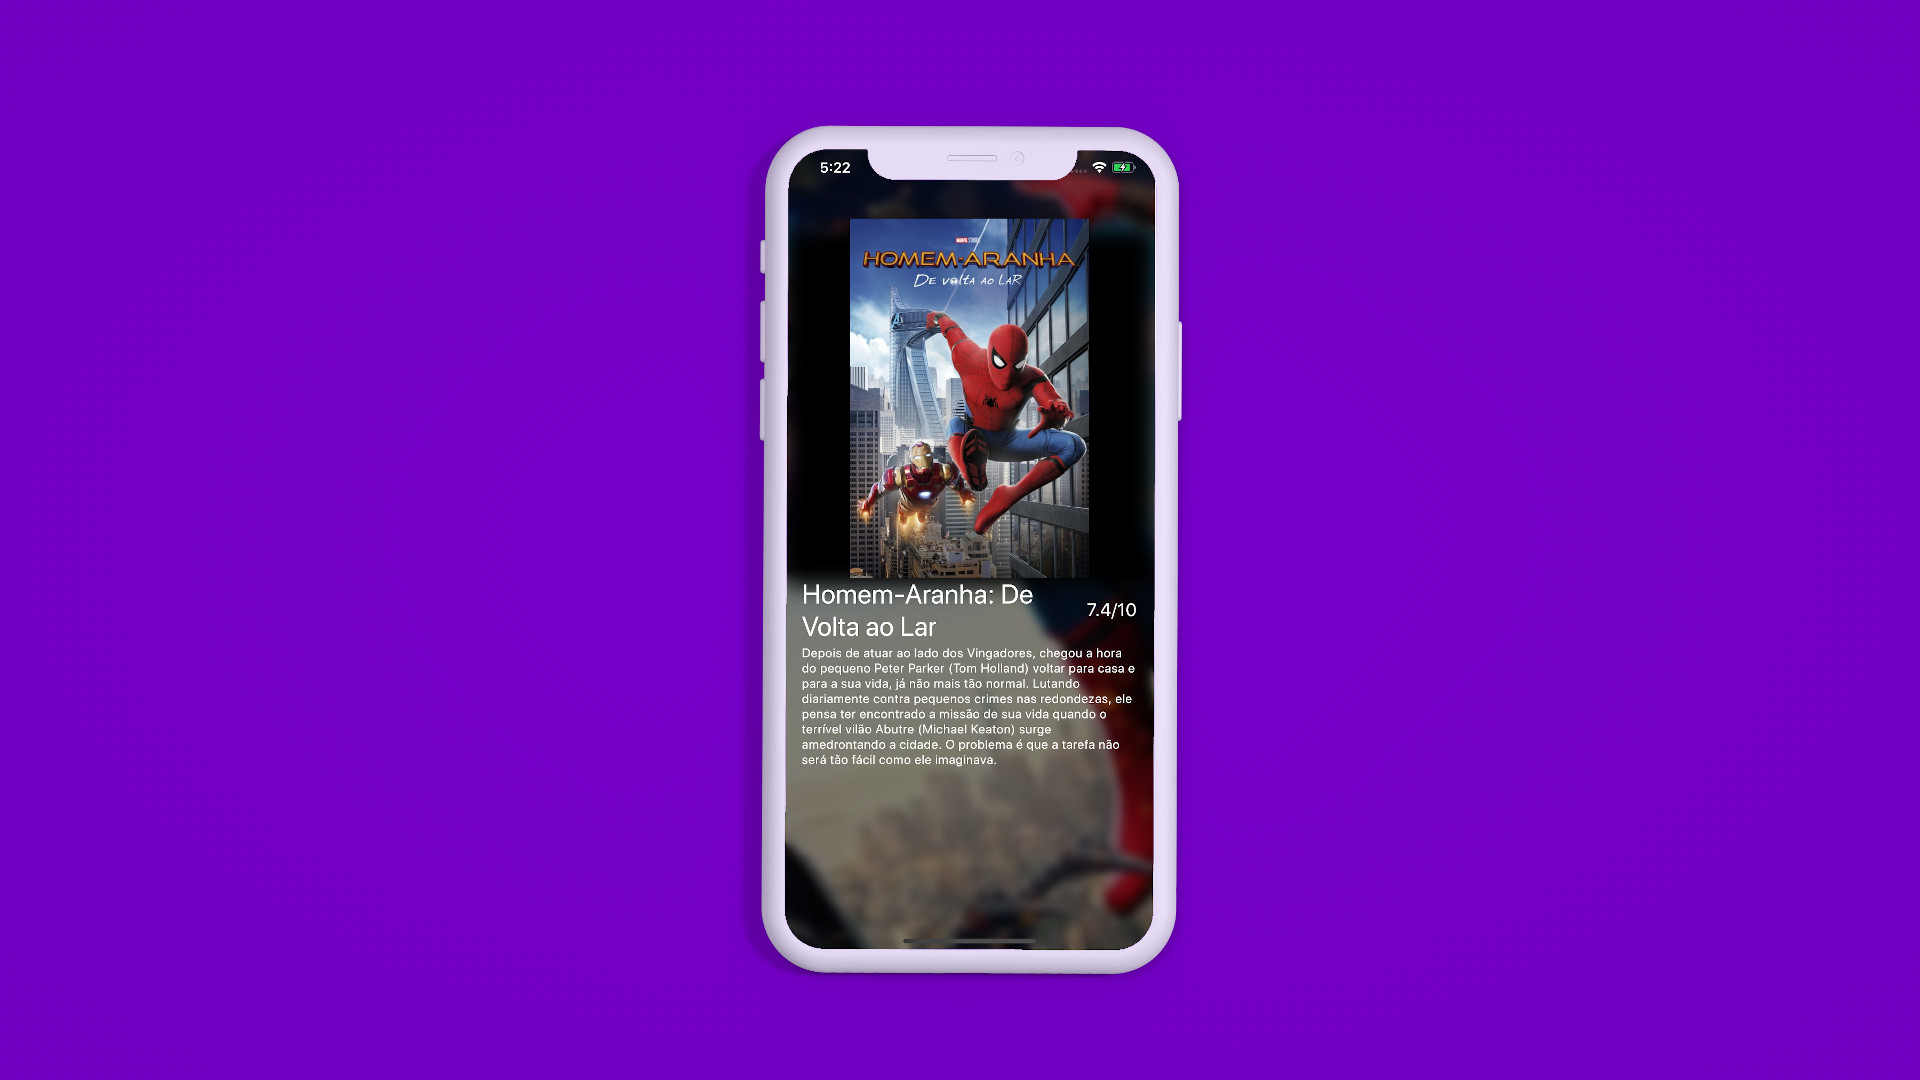 5:22
MARVEL STUDIOS
HOMEM-ARANHA
DE VOLTA AO LAR
Homem-Aranha: De
Volta ao Lar
7.4/10
Depois de atuar ao lado dos Vingadores, chegou a hora
do pequeno Peter Parker (Tom Holland) voltar para casa e
para a sua vida, já não mais tão normal. Lutando
diariamente contra pequenos crimes nas redondezas, ele
pensa ter encontrado a missão de sua vida quando o
terrível vilão Abutre (Michael Keaton) surge
amedrontando a cidade. O problema é que a tarefa não
será tão fácil como ele imaginava.